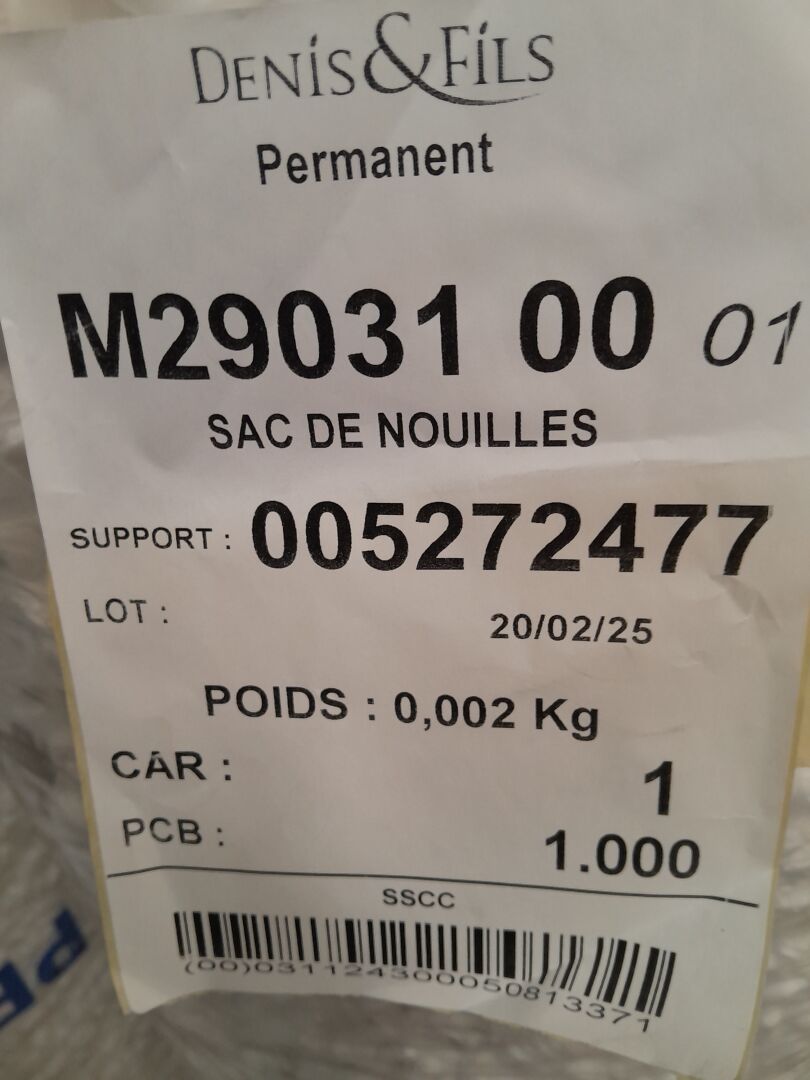 DENIS&FILS
Permanent
M29031 00 01
SAC DE NOUILLES
SUPPORT : 005272477
LOT : 20/02/25
POIDS : 0,002 Kg
CAR : 1
PCB : 1.000
SSCC
(00)031124300050813371
PE